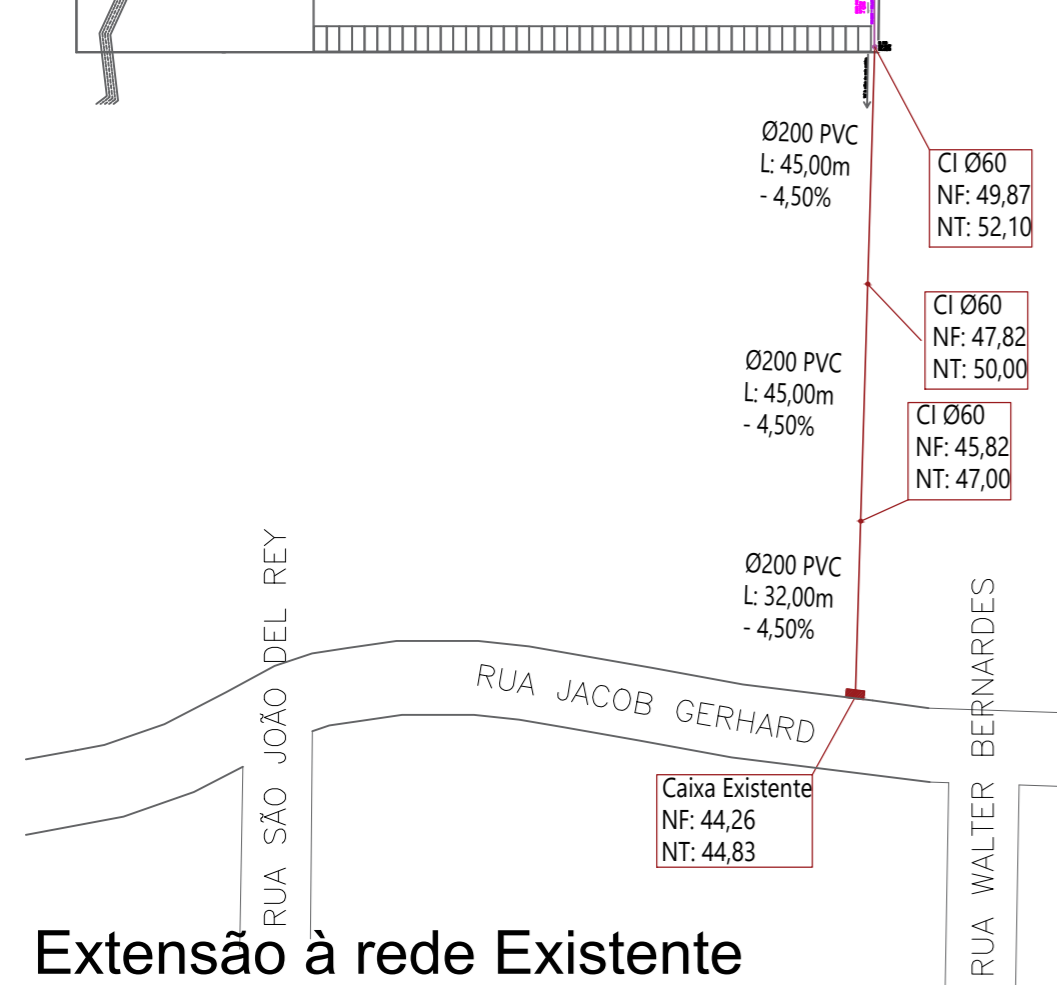 Ø200 PVC
L: 45,00m
- 4,50%
CI Ø60
NF: 49,87
NT: 52,10
CI Ø60
NF: 47,82
NT: 50,00
Ø200 PVC
L: 45,00m
- 4,50%
CI Ø60
NF: 45,82
NT: 47,00
Ø200 PVC
L: 32,00m
- 4,50%
RUA SÃO JOÃO DEL REY
RUA JACOB GERHARD
RUA WALTER BERNARDES
Caixa Existente
NF: 44,26
NT: 44,83
Extensão à rede Existente